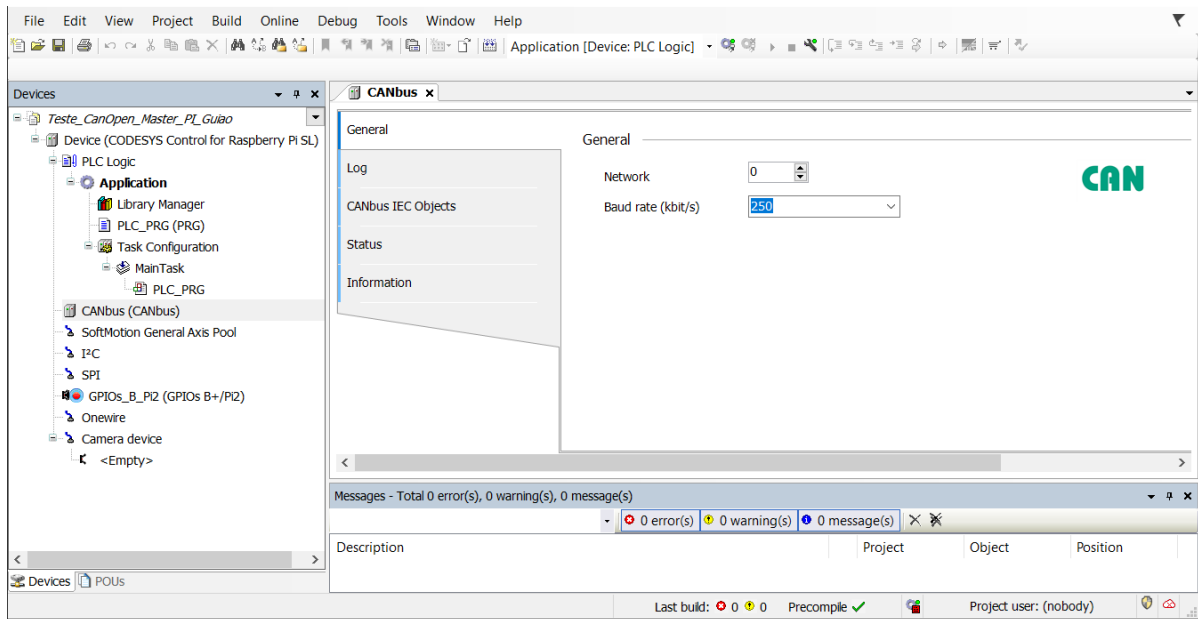 File Edit View Project Build Online Debug Tools Window Help
Application [Device: PLC Logic]
Devices
Teste_CanOpen_Master_PI_Guiao
Device (CODESYS Control for Raspberry Pi SL)
PLC Logic
Application
Library Manager
PLC_PRG (PRG)
Task Configuration
MainTask
PLC_PRG
CANbus (CANbus)
SoftMotion General Axis Pool
I²C
SPI
GPIOs_B_Pi2 (GPIOs B+/Pi2)
Onewire
Camera device
<Empty>
Devices POUs
CANbus
General
Log
CANbus IEC Objects
Status
Information
General
Network 0
Baud rate (kbit/s) 250
CAN
Messages - Total 0 error(s), 0 warning(s), 0 message(s)
0 error(s) 0 warning(s) 0 message(s)
Description Project Object Position
Last build: 0 0 Precompile Project user: (nobody)